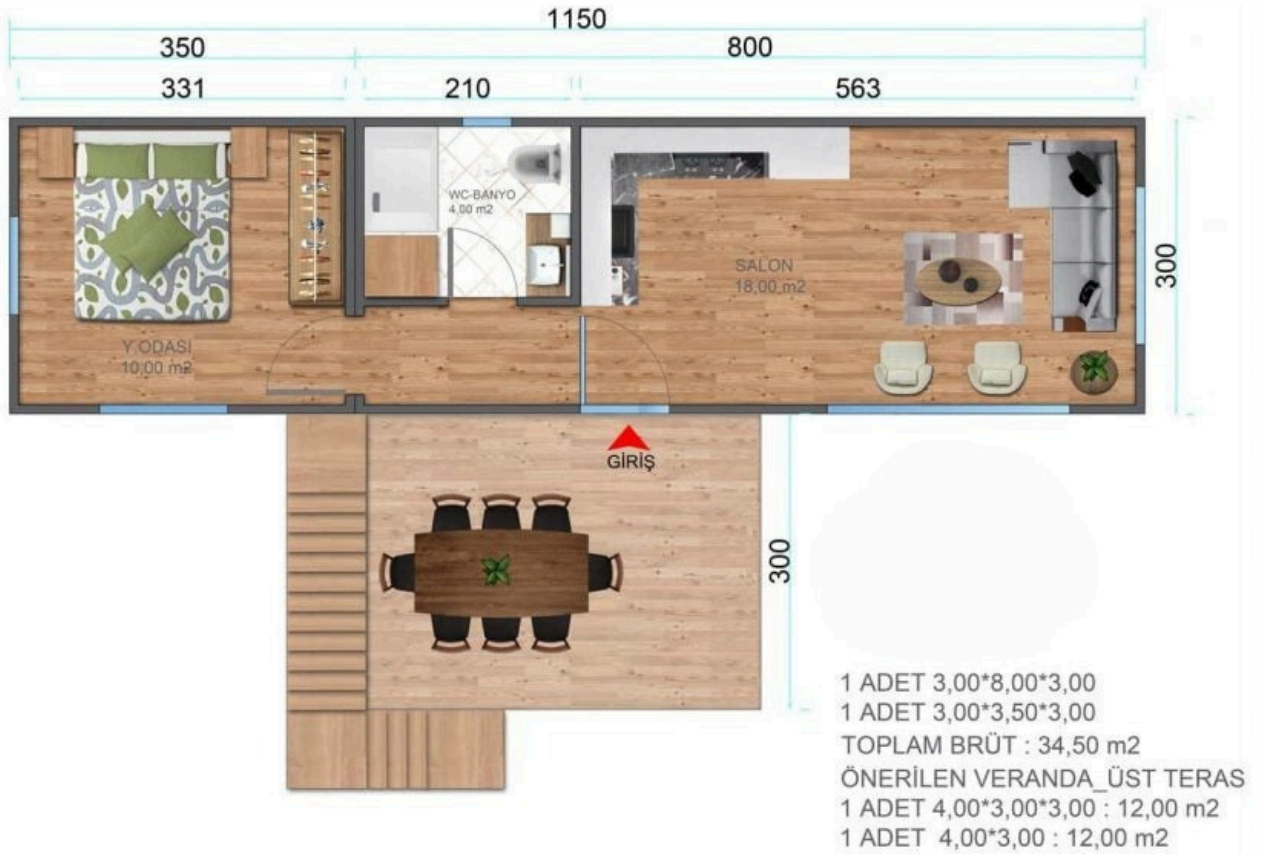 1150
350
800
331
210
563
WC-BANYO
4,00 m2
SALON
18,00 m2
300
Y.ODASI
10,00 m2
GİRİŞ
300
1 ADET 3,00*8,00*3,00
1 ADET 3,00*3,50*3,00
TOPLAM BRÜT : 34,50 m2
ÖNERİLEN VERANDA_ÜST TERAS
1 ADET 4,00*3,00*3,00 : 12,00 m2
1 ADET 4,00*3,00 : 12,00 m2